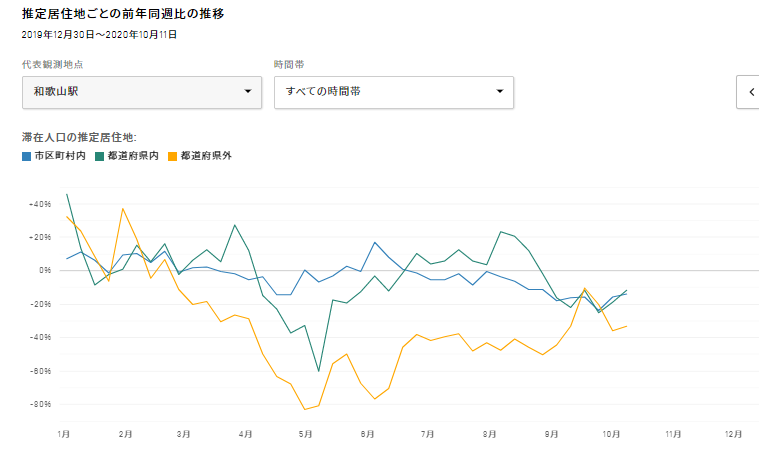 推定居住地ごとの前年同週比の推移
2019年12月30日～2020年10月11日
代表観測地点 時間帯
和歌山駅 すべての時間帯
滞在人口の推定居住地:
市区町村内 都道府県内 都道府県外
+40%
+20%
0%
-20%
-40%
-60%
-80%
1月 2月 3月 4月 5月 6月 7月 8月 9月 10月 11月 12月